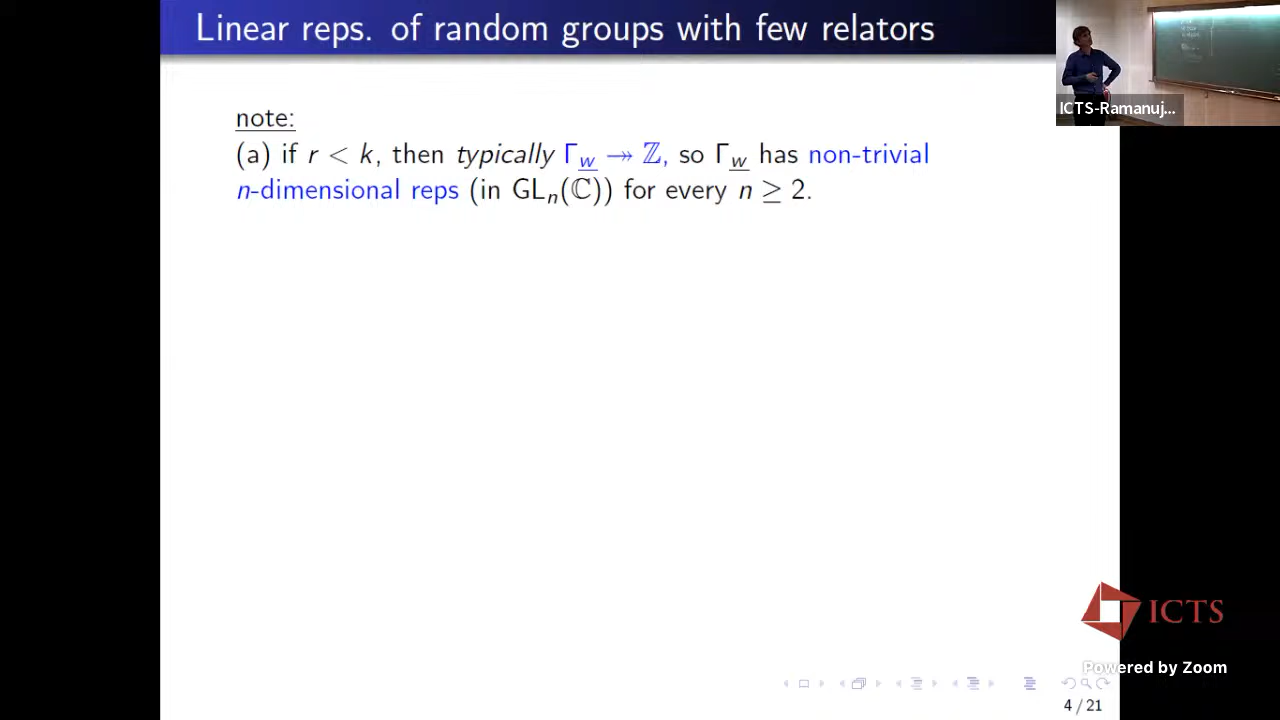 Linear reps. of random groups with few relators
note:
(a) if r < k, then typically Γ_w ↠ ℤ, so Γ_w has non-trivial
n-dimensional reps (in GL_n(ℂ)) for every n ≥ 2.
ICTS-Ramanuj...
ICTS
Powered by Zoom
4 / 21